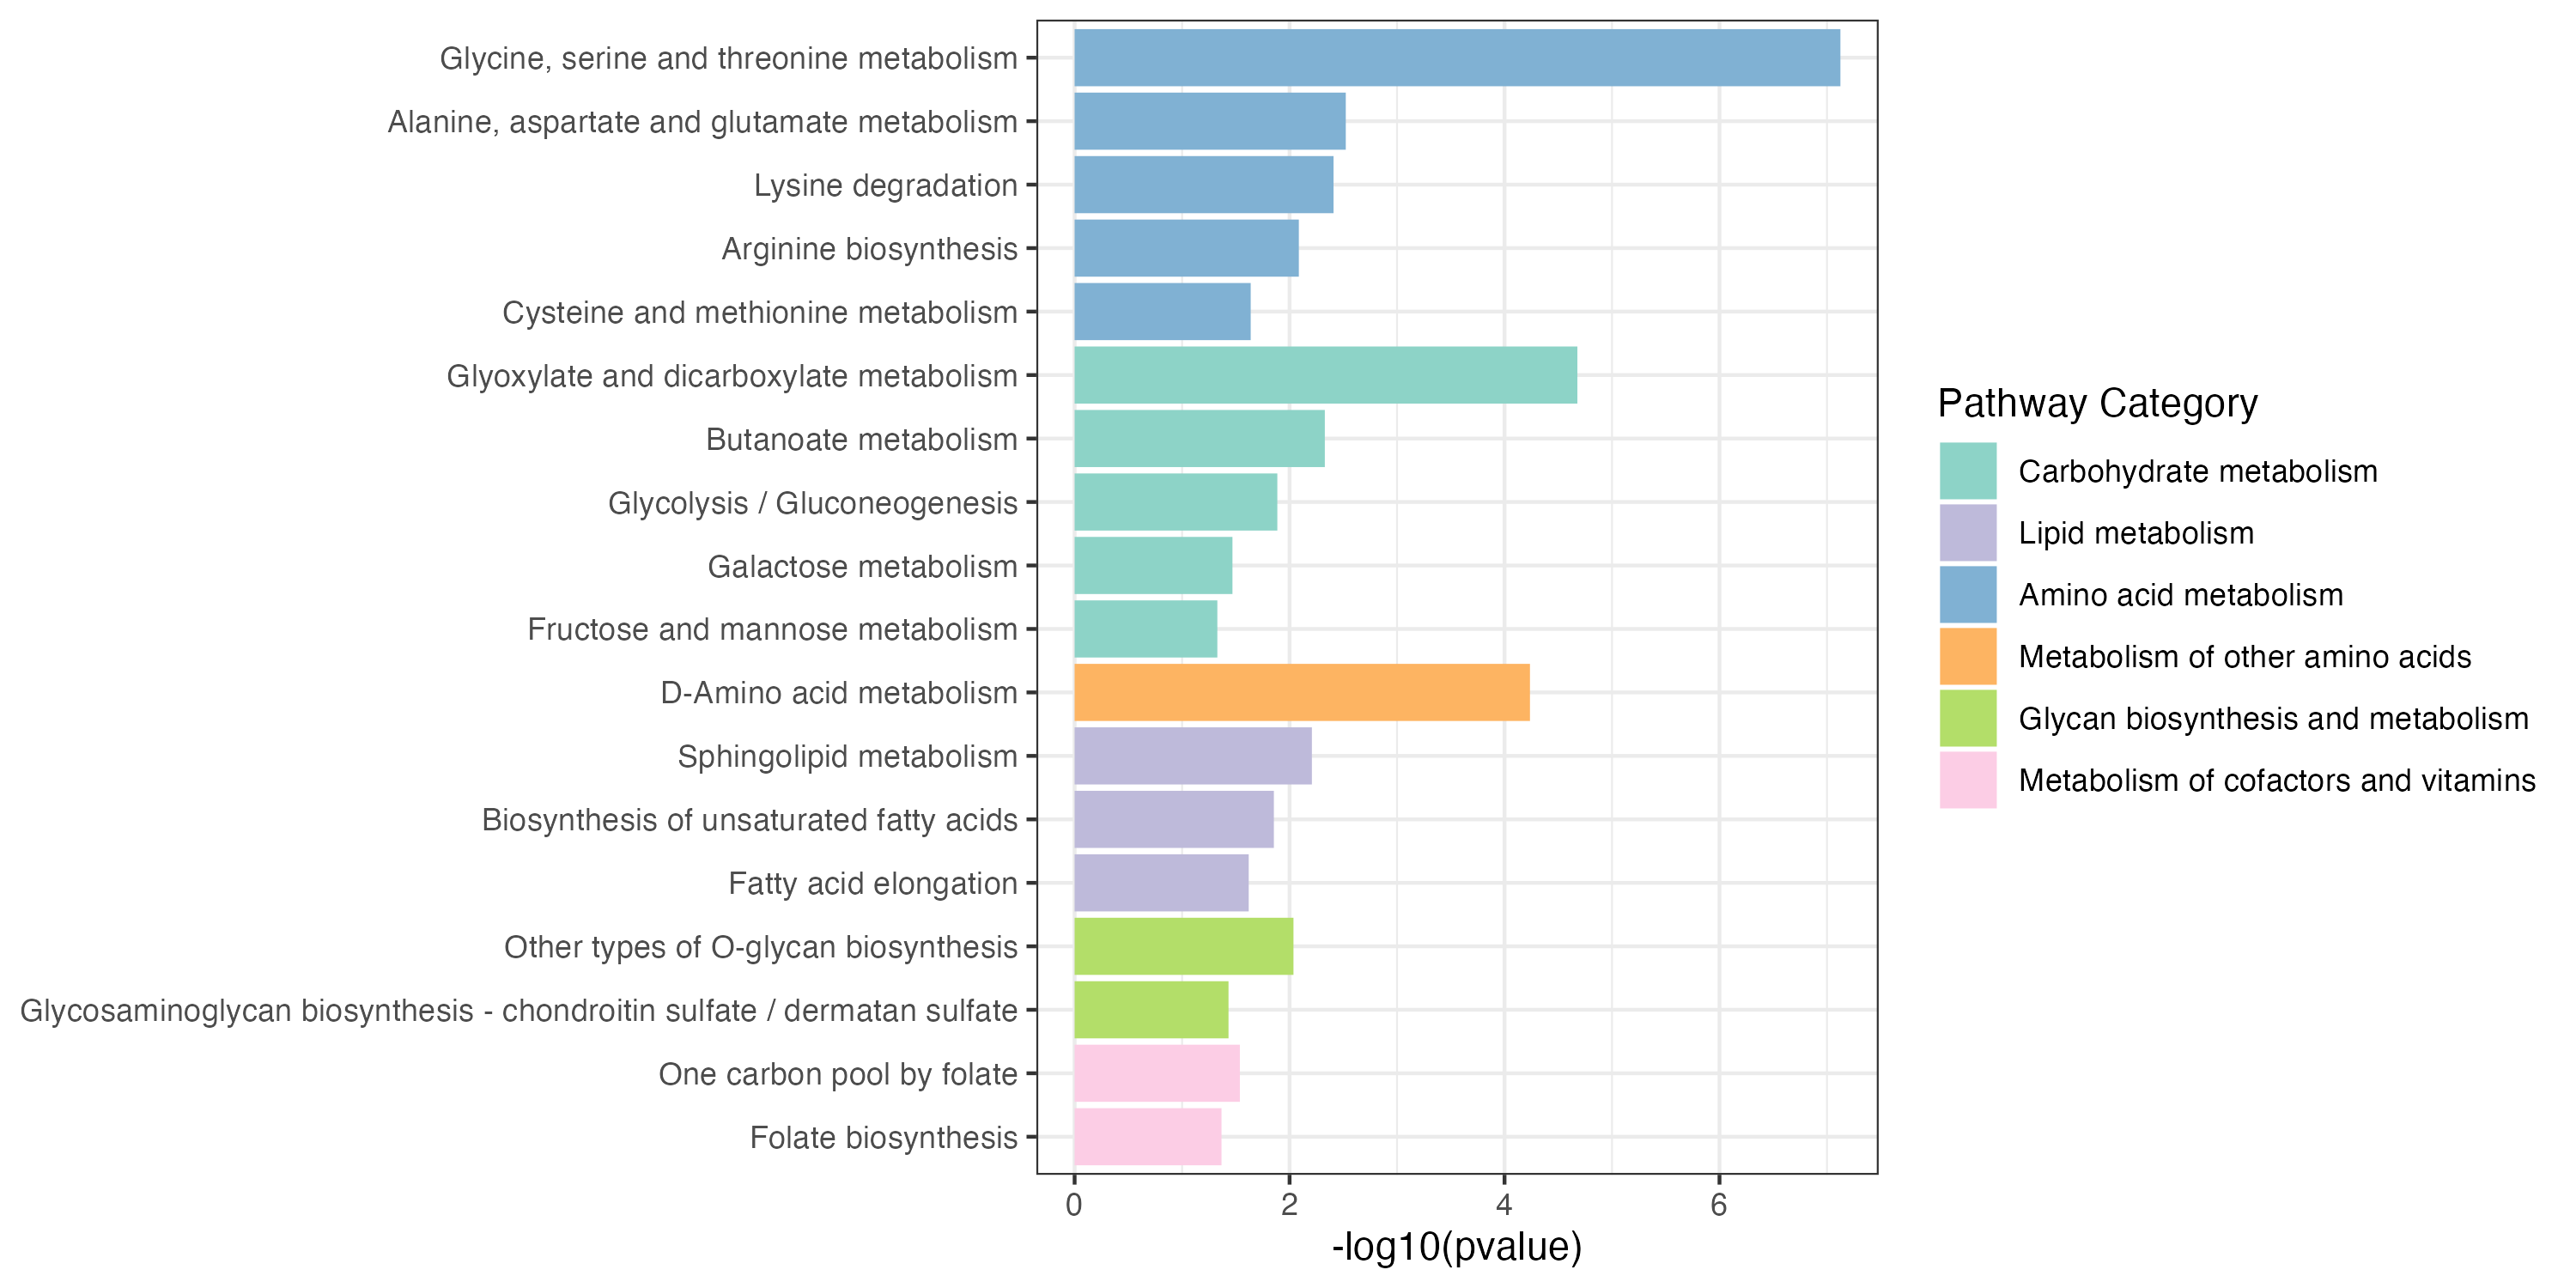 Glycine, serine and threonine metabolism
Alanine, aspartate and glutamate metabolism
Lysine degradation
Arginine biosynthesis
Cysteine and methionine metabolism
Glyoxylate and dicarboxylate metabolism
Butanoate metabolism
Glycolysis / Gluconeogenesis
Galactose metabolism
Fructose and mannose metabolism
D-Amino acid metabolism
Sphingolipid metabolism
Biosynthesis of unsaturated fatty acids
Fatty acid elongation
Other types of O-glycan biosynthesis
Glycosaminoglycan biosynthesis - chondroitin sulfate / dermatan sulfate
One carbon pool by folate
Folate biosynthesis
0 2 4 6
-log10(pvalue)
Pathway Category
Carbohydrate metabolism
Lipid metabolism
Amino acid metabolism
Metabolism of other amino acids
Glycan biosynthesis and metabolism
Metabolism of cofactors and vitamins